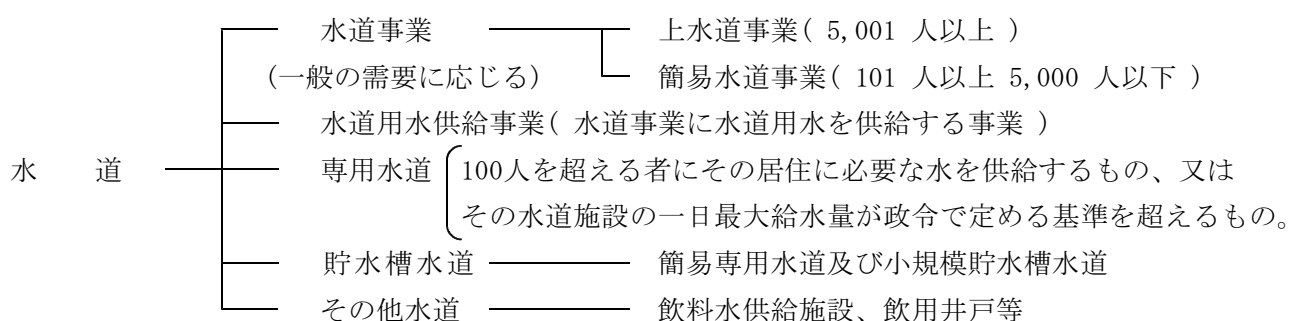 水道事業 上水道事業( 5,001 人以上 )
(一般の需要に応じる) 簡易水道事業( 101 人以上 5,000 人以下 )
水道用水供給事業( 水道事業に水道用水を供給する事業 )
水 道 専用水道 100人を超える者にその居住に必要な水を供給するもの、又は
その水道施設の一日最大給水量が政令で定める基準を超えるもの。
貯水槽水道 簡易専用水道及び小規模貯水槽水道
その他水道 飲料水供給施設、飲用井戸等